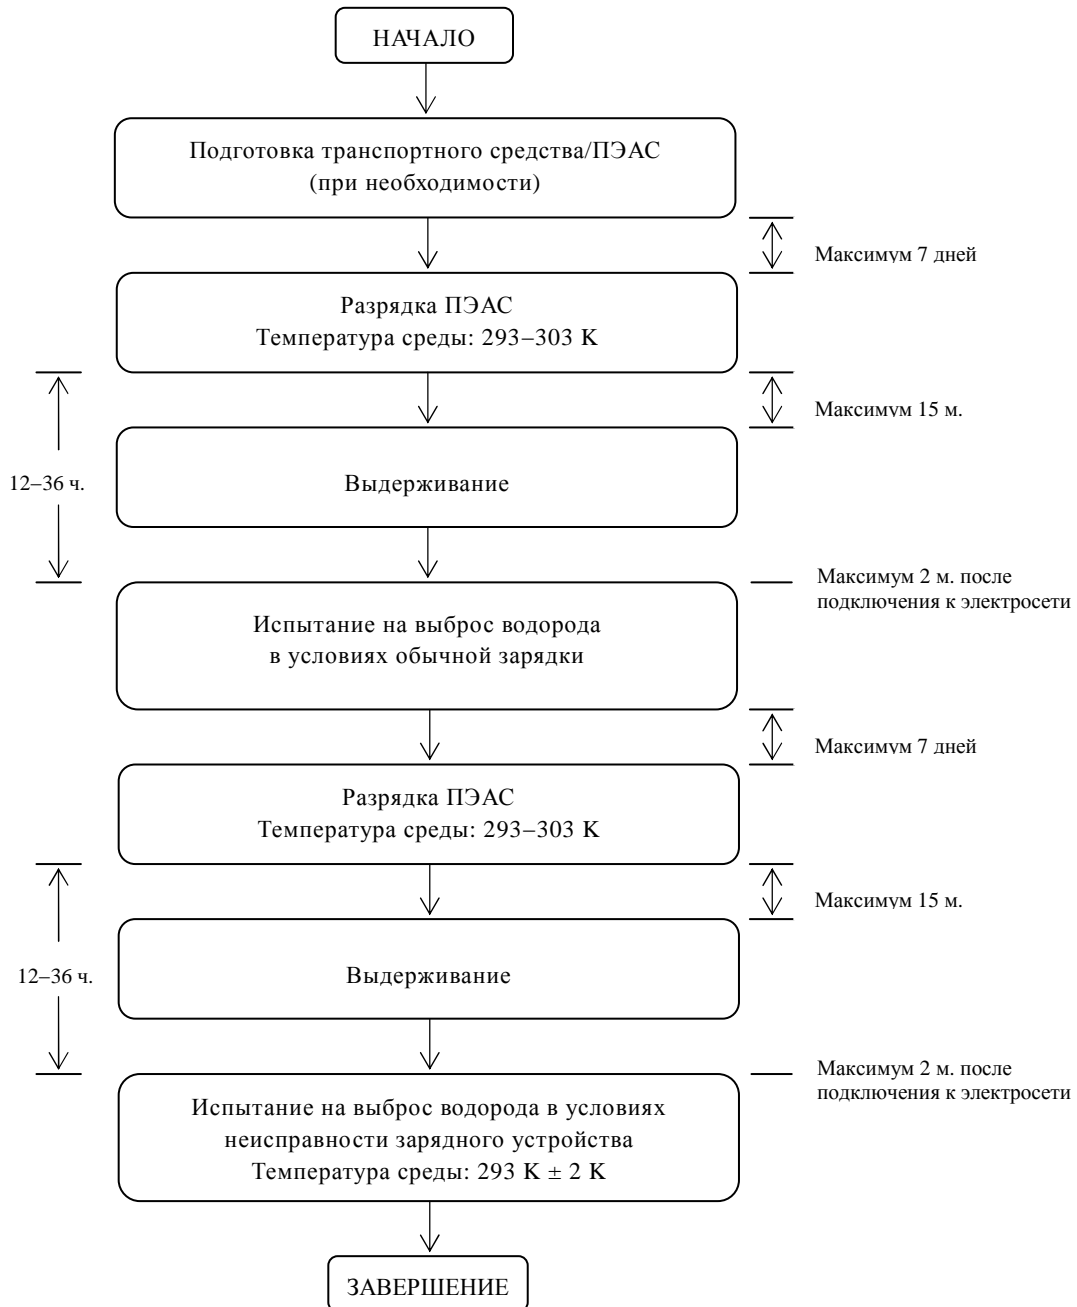 НАЧАЛО
Подготовка транспортного средства/ПЭАС
(при необходимости)
Максимум 7 дней
Разрядка ПЭАС
Температура среды: 293–303 K
Максимум 15 м.
12–36 ч.
Выдерживание
Максимум 2 м. после
подключения к электросети
Испытание на выброс водорода
в условиях обычной зарядки
Максимум 7 дней
Разрядка ПЭАС
Температура среды: 293–303 K
Максимум 15 м.
12–36 ч.
Выдерживание
Максимум 2 м. после
подключения к электросети
Испытание на выброс водорода в условиях
неисправности зарядного устройства
Температура среды: 293 K ± 2 K
ЗАВЕРШЕНИЕ